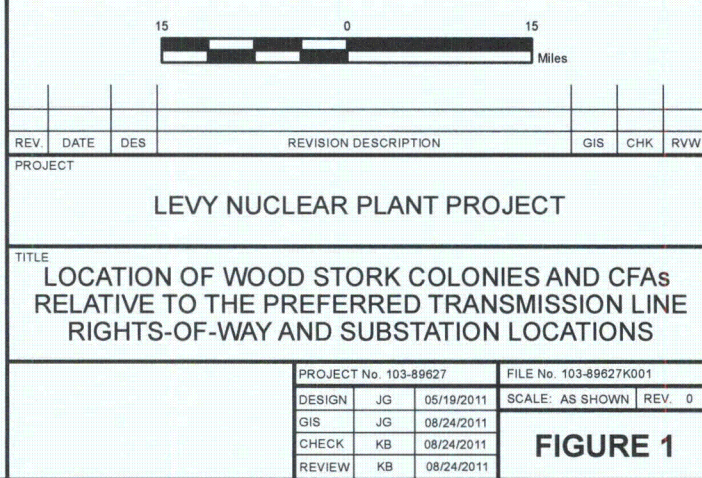 15 0 15
Miles
REV. DATE DES REVISION DESCRIPTION GIS CHK RVW
PROJECT
LEVY NUCLEAR PLANT PROJECT
TITLE
LOCATION OF WOOD STORK COLONIES AND CFAs
RELATIVE TO THE PREFERRED TRANSMISSION LINE
RIGHTS-OF-WAY AND SUBSTATION LOCATIONS
PROJECT No. 103-89627 FILE No. 103-89627K001
DESIGN JG 05/19/2011 SCALE: AS SHOWN REV. 0
GIS JG 08/24/2011
CHECK KB 08/24/2011
FIGURE 1
REVIEW KB 08/24/2011